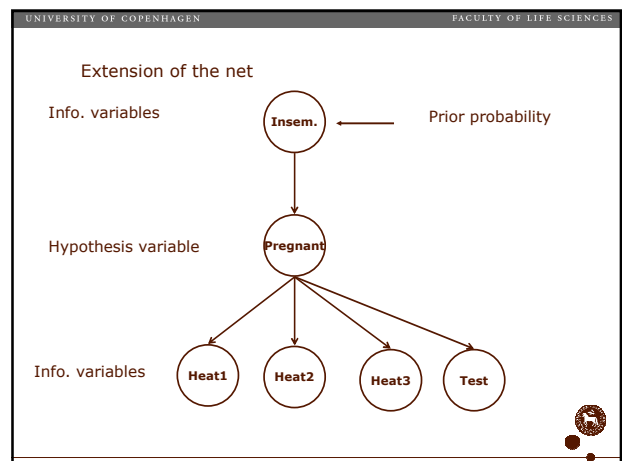 UNIVERSITY OF COPENHAGEN
FACULTY OF LIFE SCIENCES
Extension of the net
Info. variables
Insem.
Prior probability
Hypothesis variable
Pregnant
Info. variables
Heat1
Heat2
Heat3
Test